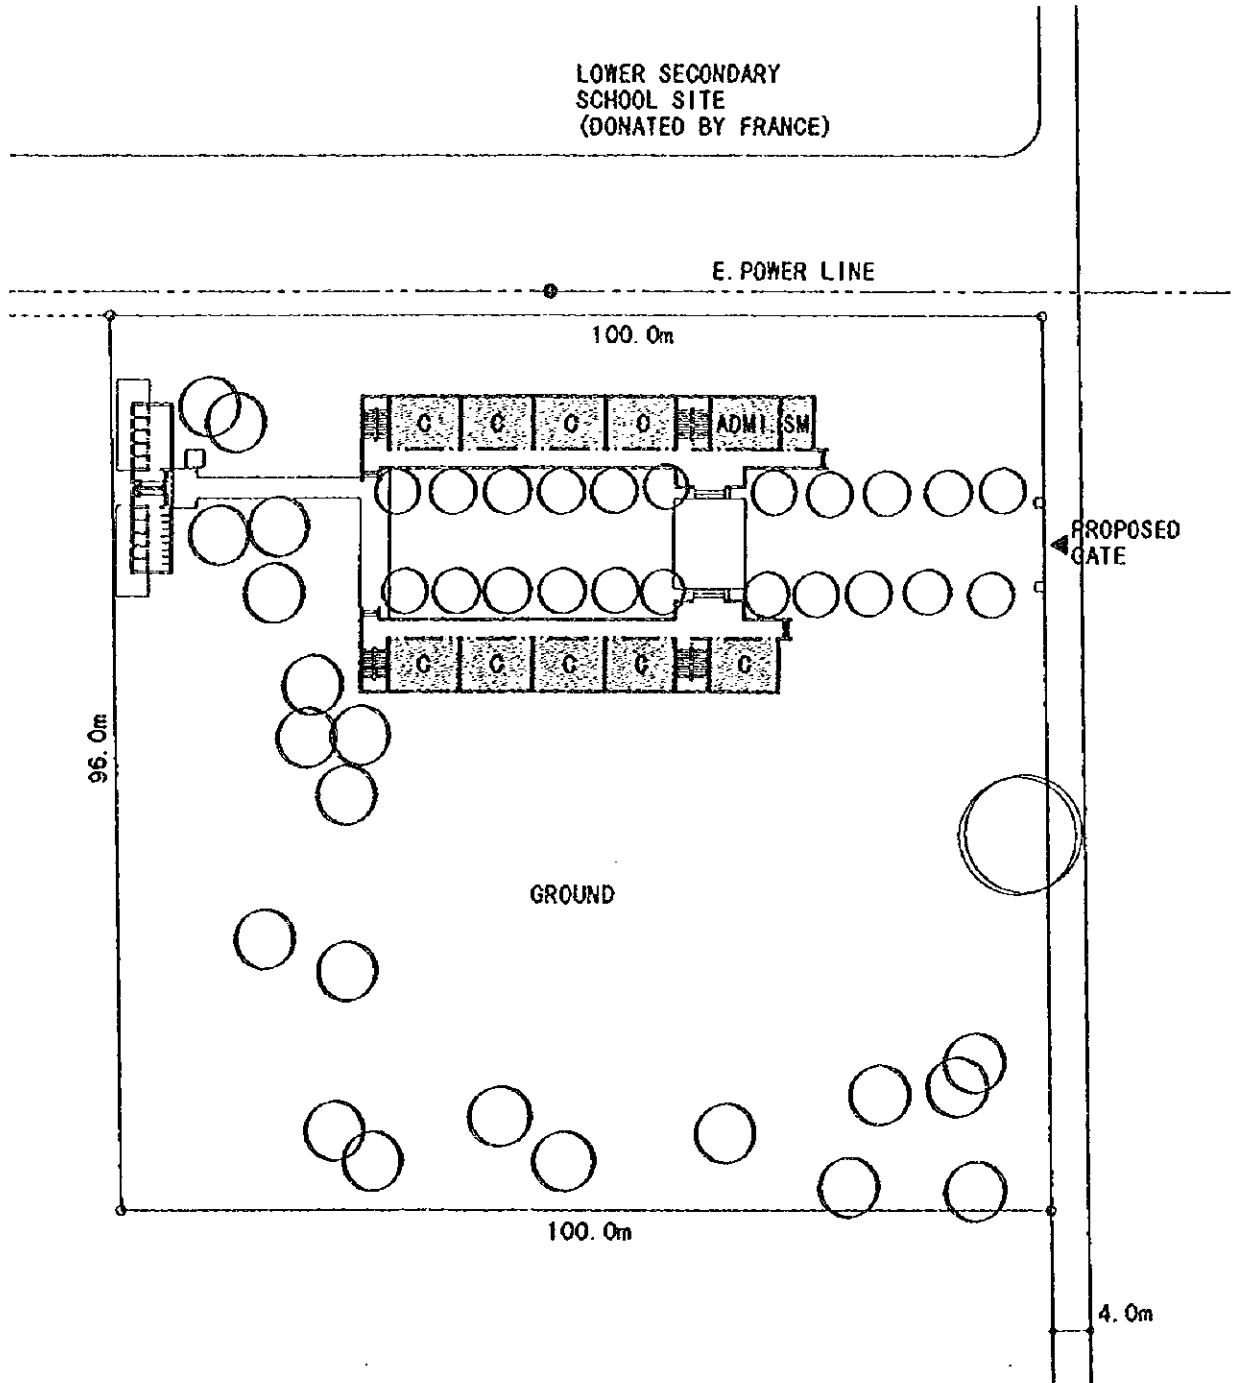 LOWER SECONDARY
SCHOOL SITE
(DONATED BY FRANCE)
E. POWER LINE
100.0m
C C C C ADMI. SM
PROPOSED
GATE
C C C C C
96.0m
GROUND
100.0m
4.0m